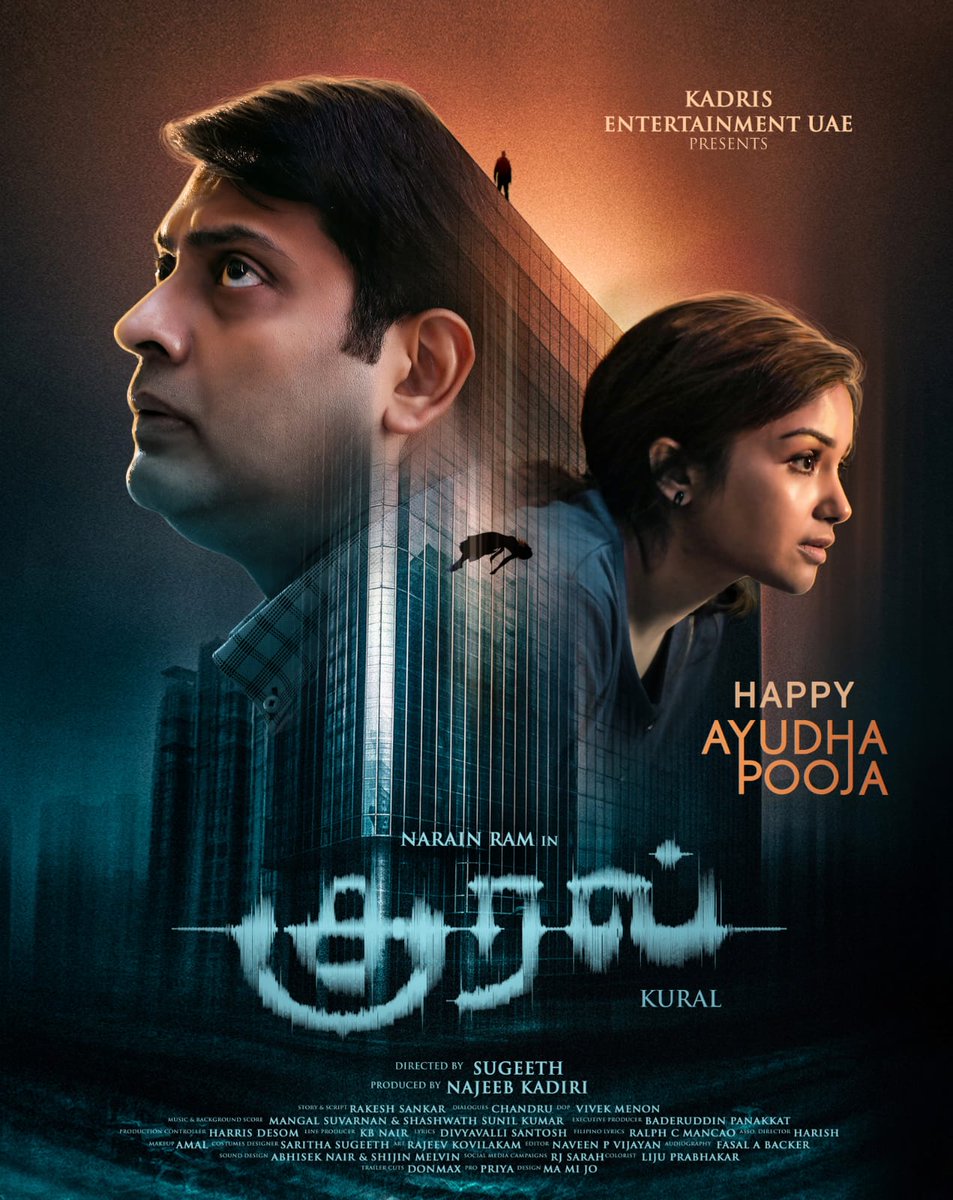 KADRIS
ENTERTAINMENT UAE
PRESENTS
HAPPY
AYUDHA
POOJA
NARAIN RAM IN
குரல்
KURAL
DIRECTED BY SUGEETH
PRODUCED BY NAJEEB KADIRI
STORY & SCRIPT RAKESH SANKAR DIALOGUES CHANDRU DOP VIVEK MENON
MUSIC & BACKGROUND SCORE MANGAL SUVARNAN & SHASHWATH SUNIL KUMAR EXECUTIVE PRODUCER BADERUDDIN PANAKKAT
PRODUCTION CONTROLLER HARRIS DESOM LINE PRODUCER KB NAIR LYRICS DIVYAVALLI SANTOSH FILIPINO LYRICS RALPH C MANCAO ASSO. DIRECTOR HARISH
MAKEUP AMAL COSTUMES DESIGNER SARITHA SUGEETH ART RAJEEV KOVILAKAM EDITOR NAVEEN P VIJAYAN AUDIOGRAPHY FASAL A BACKER
SOUND DESIGN ABHISEK NAIR & SHIJIN MELVIN SOCIAL MEDIA CAMPAIGNS RJ SARAH COLORIST LIJU PRABHAKAR
TRAILER CUTS DONMAX PRO PRIYA DESIGN MA MI JO